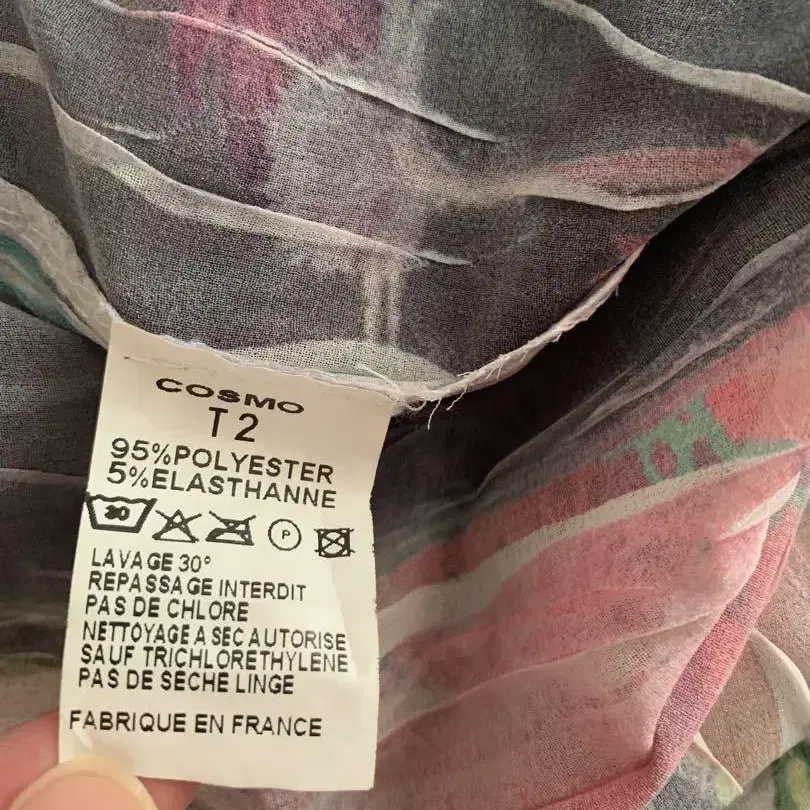 COSMO
T2
95%POLYESTER
5%ELASTHANNE
30 P
LAVAGE 30°
REPASSAGE INTERDIT
PAS DE CHLORE
NETTOYAGE A SEC AUTORISE
SAUF TRICHLORETHYLENE
PAS DE SECHE LINGE
FABRIQUE EN FRANCE